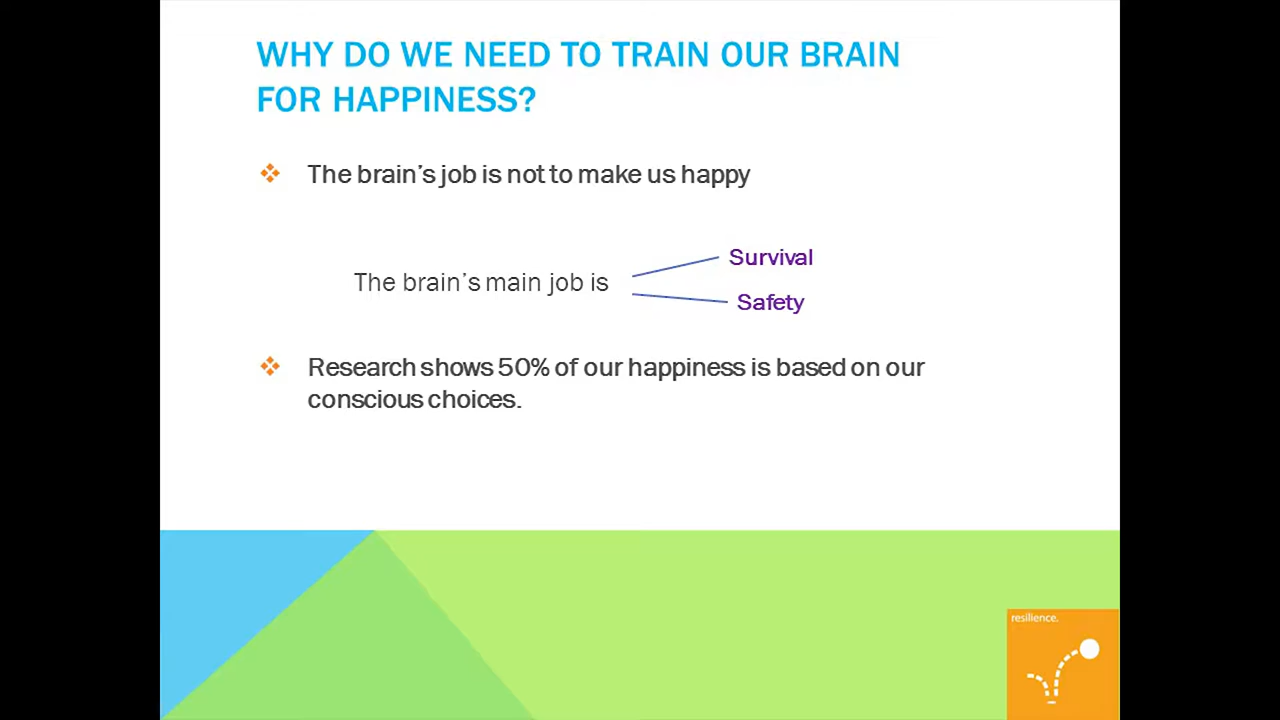 WHY DO WE NEED TO TRAIN OUR BRAIN
FOR HAPPINESS?
The brain's job is not to make us happy
The brain's main job is
Survival
Safety
Research shows 50% of our happiness is based on our
conscious choices.
resilience.